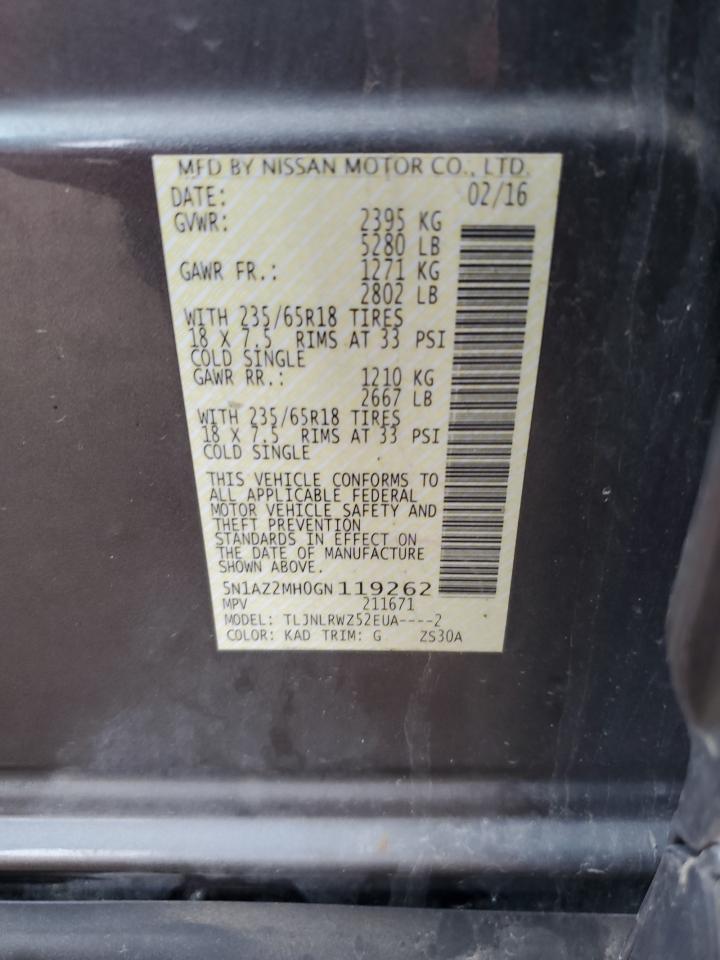 MFD BY NISSAN MOTOR CO., LTD.
DATE: 02/16
GVWR: 2395 KG
5280 LB
GAWR FR.: 1271 KG
2802 LB
WITH 235/65R18 TIRES
18 X 7.5 RIMS AT 33 PSI
COLD SINGLE
GAWR RR.: 1210 KG
2667 LB
WITH 235/65R18 TIRES
18 X 7.5 RIMS AT 33 PSI
COLD SINGLE
THIS VEHICLE CONFORMS TO
ALL APPLICABLE FEDERAL
MOTOR VEHICLE SAFETY AND
THEFT PREVENTION
STANDARDS IN EFFECT ON
THE DATE OF MANUFACTURE
SHOWN ABOVE.
5N1AZ2MH0GN119262
MPV 211671
MODEL: TLJNLRWZ52EUA----2
COLOR: KAD TRIM: G ZS30A